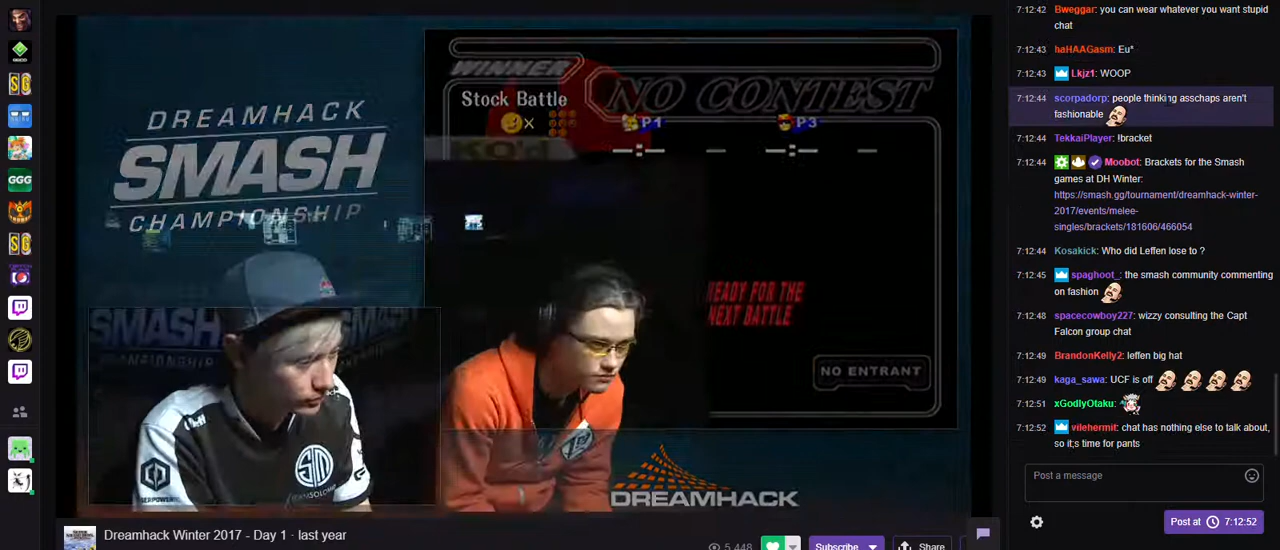 DREAMHACK
SMASH
CHAMPIONSHIP
WINNER
NO CONTEST
Stock Battle
×
P1
P3
KO'd
--:-- --
--:-- --
READY FOR THE
NEXT BATTLE
NO ENTRANT
SMASH
TSM
DREAMHACK
Dreamhack Winter 2017 - Day 1 · last year
5,448
Subscribe
Share
SG
GGG
SG
7:12:42 Bweggar: you can wear whatever you want stupid
chat
7:12:43 haHAAGasm: Eu*
7:12:43 Lkjz1: WOOP
7:12:44 scorpadorp: people thinking asschaps aren't
fashionable
7:12:44 TekkaiPlayer: !bracket
7:12:44 Moobot: Brackets for the Smash
games at DH Winter:
https://smash.gg/tournament/dreamhack-winter-
2017/events/melee-
singles/brackets/181606/466054
7:12:44 Kosakick: Who did Leffen lose to ?
7:12:45 spaghoot_: the smash community commenting
on fashion
7:12:48 spacecowboy227: wizzy consulting the Capt
Falcon group chat
7:12:49 BrandonKelly2: leffen big hat
7:12:49 kaga_sawa: UCF is off
7:12:51 xGodlyOtaku:
7:12:52 vilehermit: chat has nothing else to talk about,
so it;s time for pants
Post a message
Post at 7:12:52